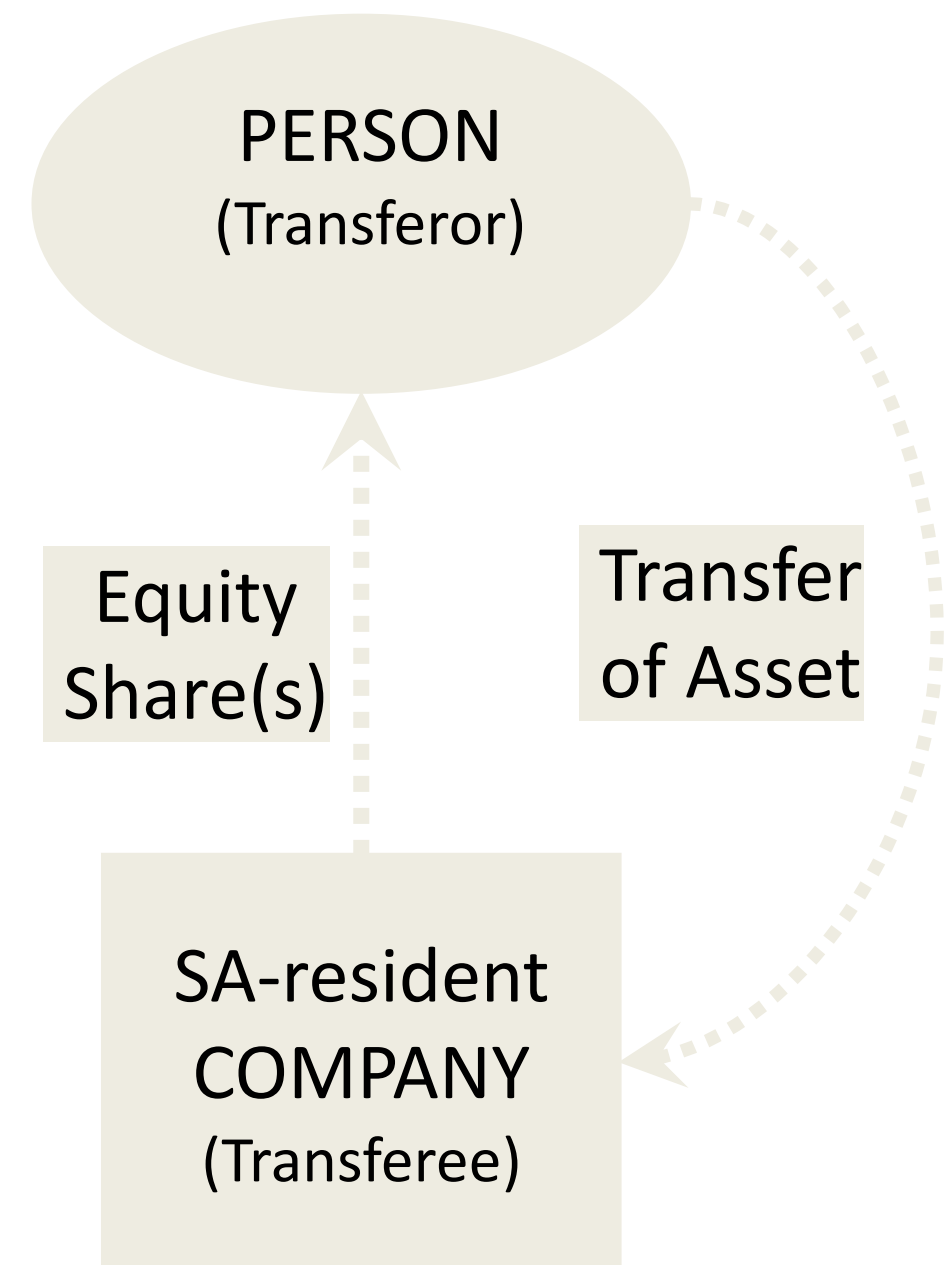 PERSON
(Transferor)
Equity
Share(s)
Transfer
of Asset
SA-resident
COMPANY
(Transferee)